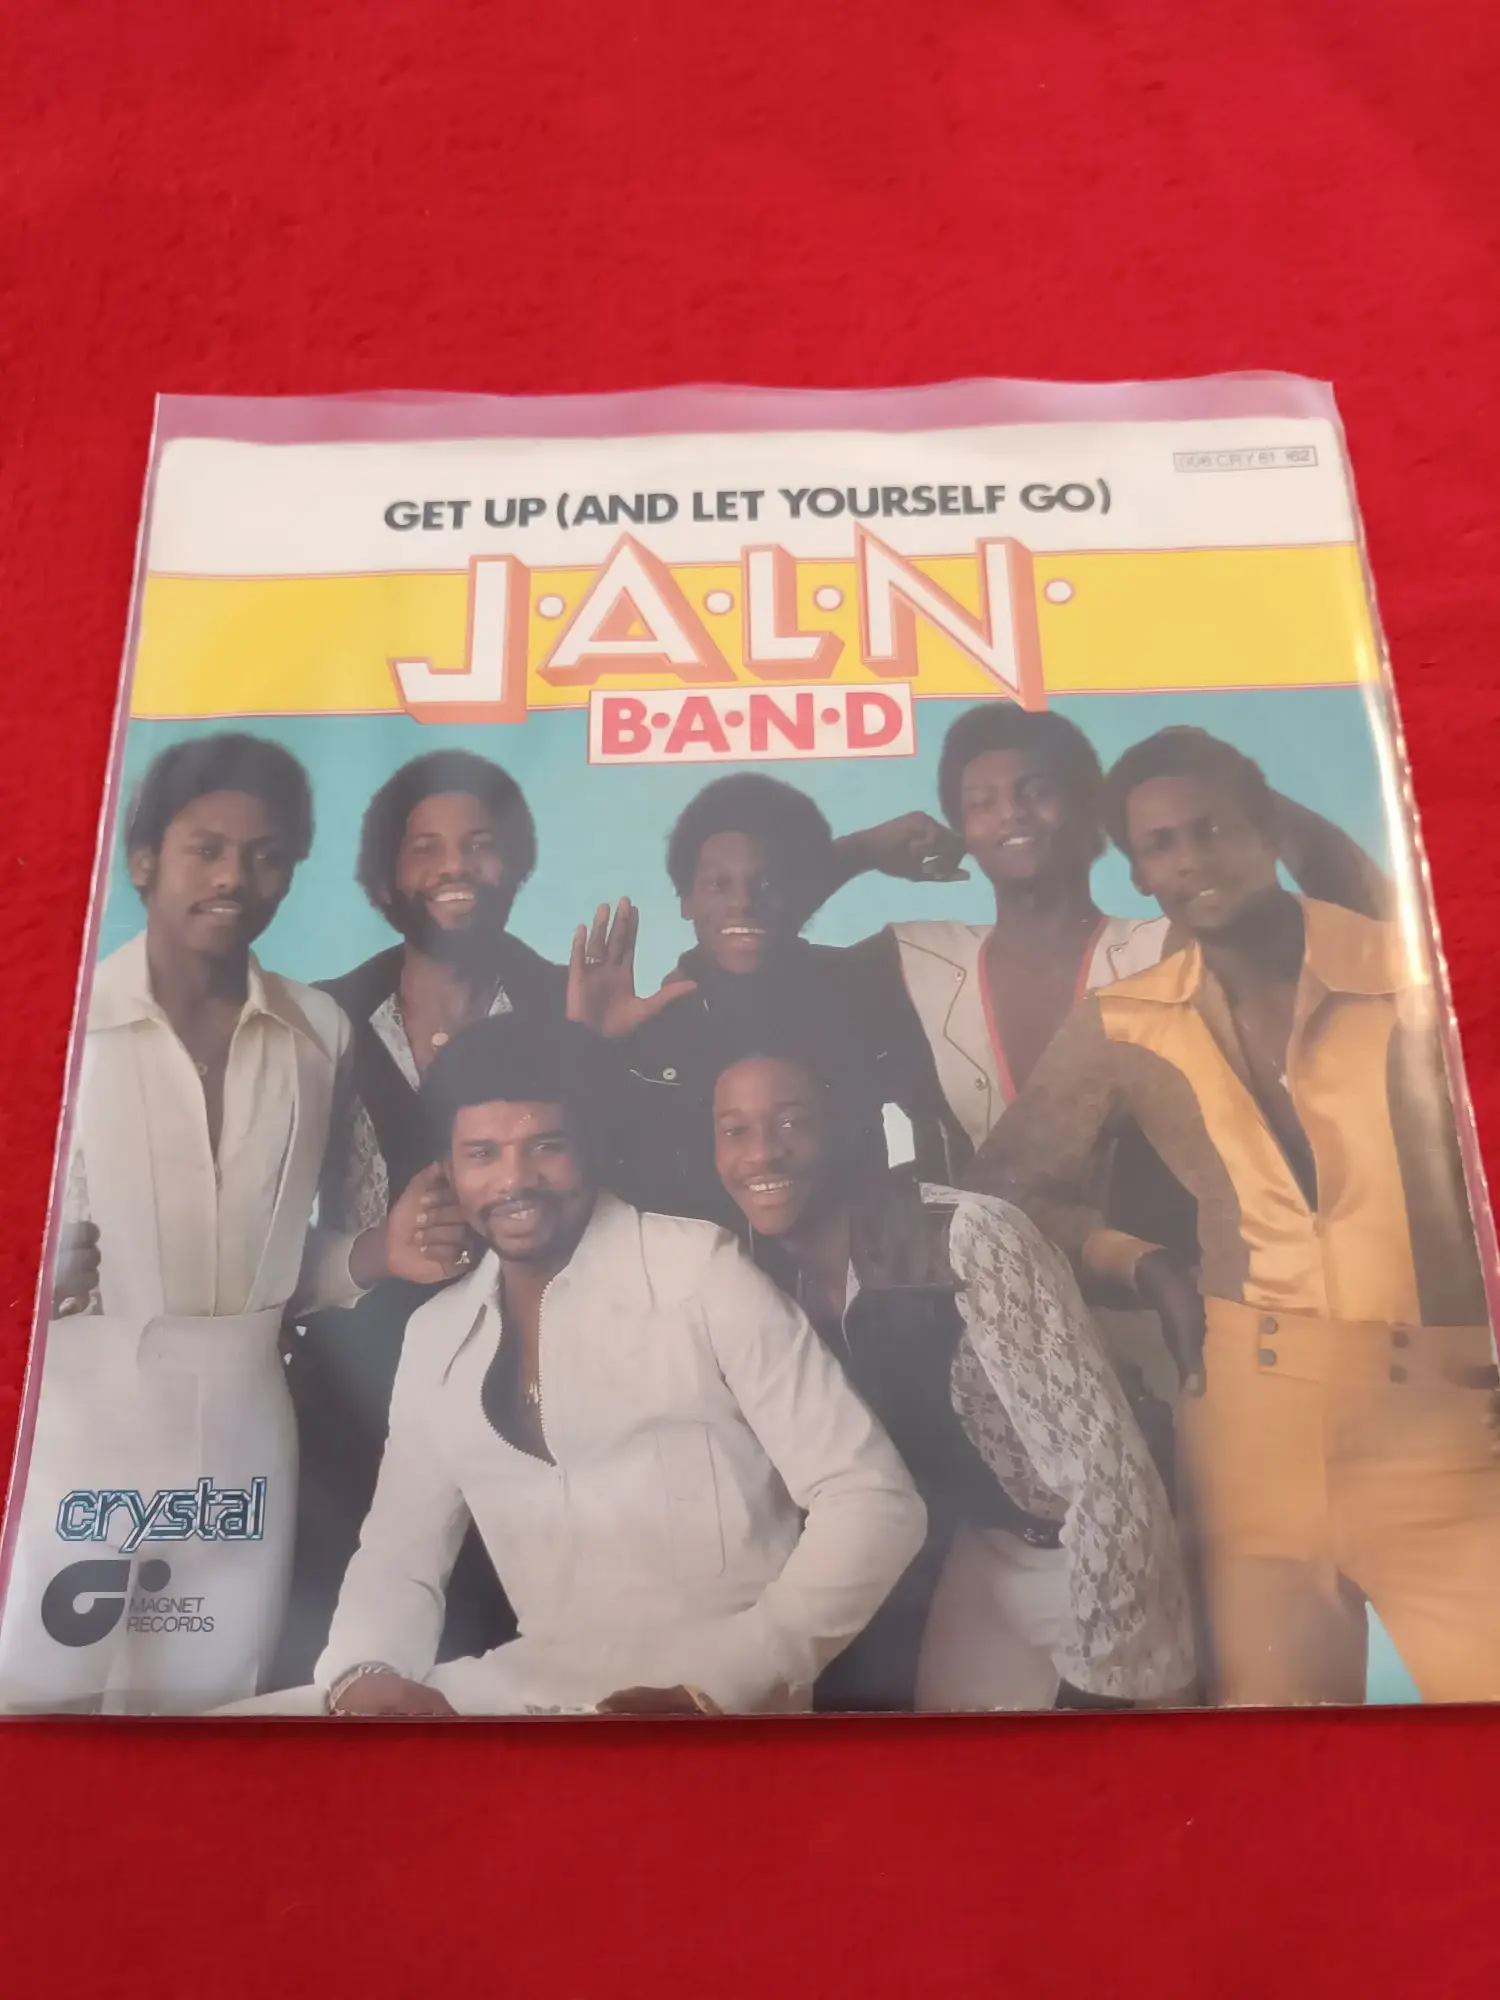 006 CRY 61 162
GET UP (AND LET YOURSELF GO)
J·A·L·N·
B·A·N·D
crystal
MAGNET
RECORDS